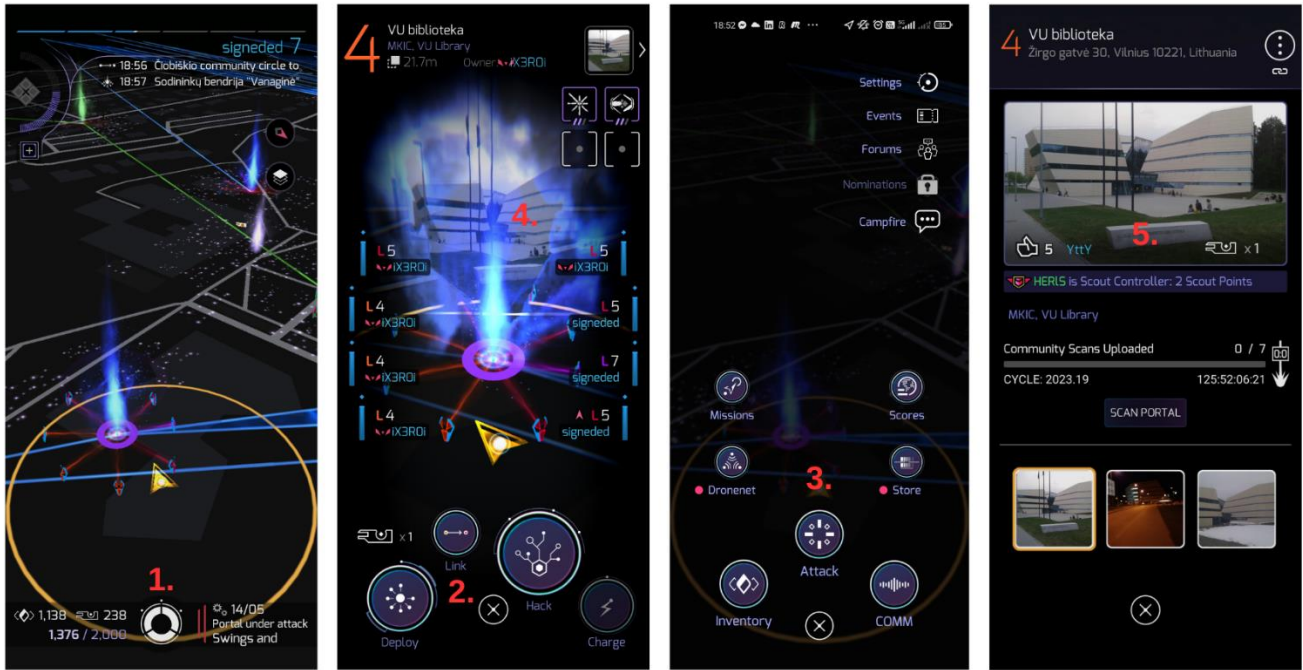 signeded 7
18:56 Čiobiškio community circle to
18:57 Sodininkų bendrija "Vanaginė"
1.
1,138 238
1,376 / 2,000
14/05
Portal under attack
Swings and
4
VU biblioteka
MKIC, VU Library
21.7m Owner iX3R0i
4.
L5
iX3R0i
L5
iX3R0i
L4
iX3R0i
L5
signeded
L4
iX3R0i
L7
signeded
L4
iX3R0i
L5
signeded
x1
Link
2.
Deploy
Hack
Charge
18:52
Settings
Events
Forums
Nominations
Campfire
Missions
Scores
Dronenet
3.
Store
Attack
Inventory
COMM
4
VU biblioteka
Žirgo gatvė 30, Vilnius 10221, Lithuania
5.
5 YttY x1
HERlS is Scout Controller: 2 Scout Points
MKIC, VU Library
Community Scans Uploaded 0 / 7
CYCLE: 2023.19 125:52:06:21
SCAN PORTAL